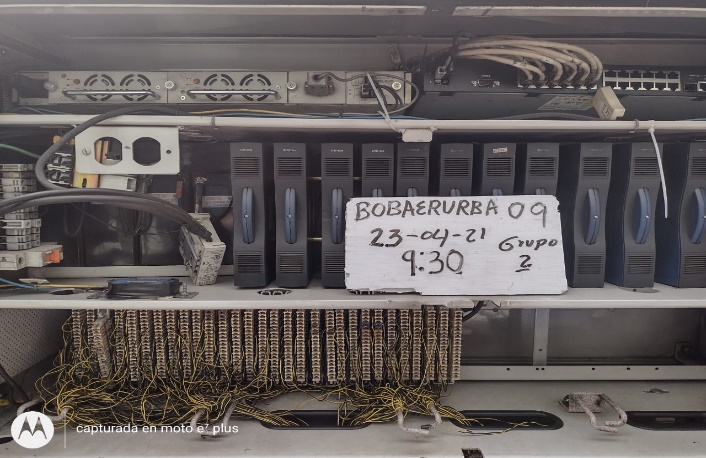 BOBAERURBA 09
23-04-21
Grupo
2
9:30
capturada en moto e⁷ plus